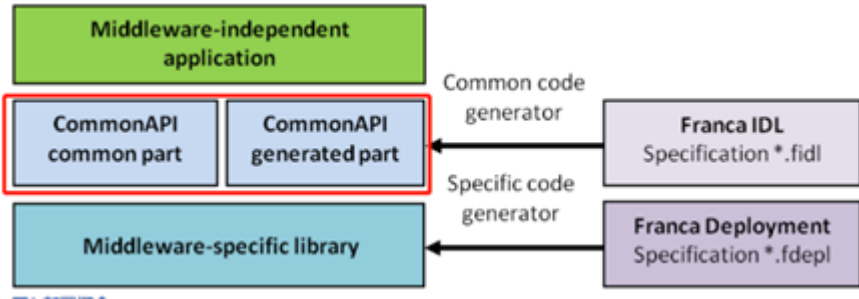 Middleware-independent
application
Common code
generator
CommonAPI
common part
CommonAPI
generated part
Franca IDL
Specification *.fidl
Specific code
generator
Middleware-specific library
Franca Deployment
Specification *.fdepl